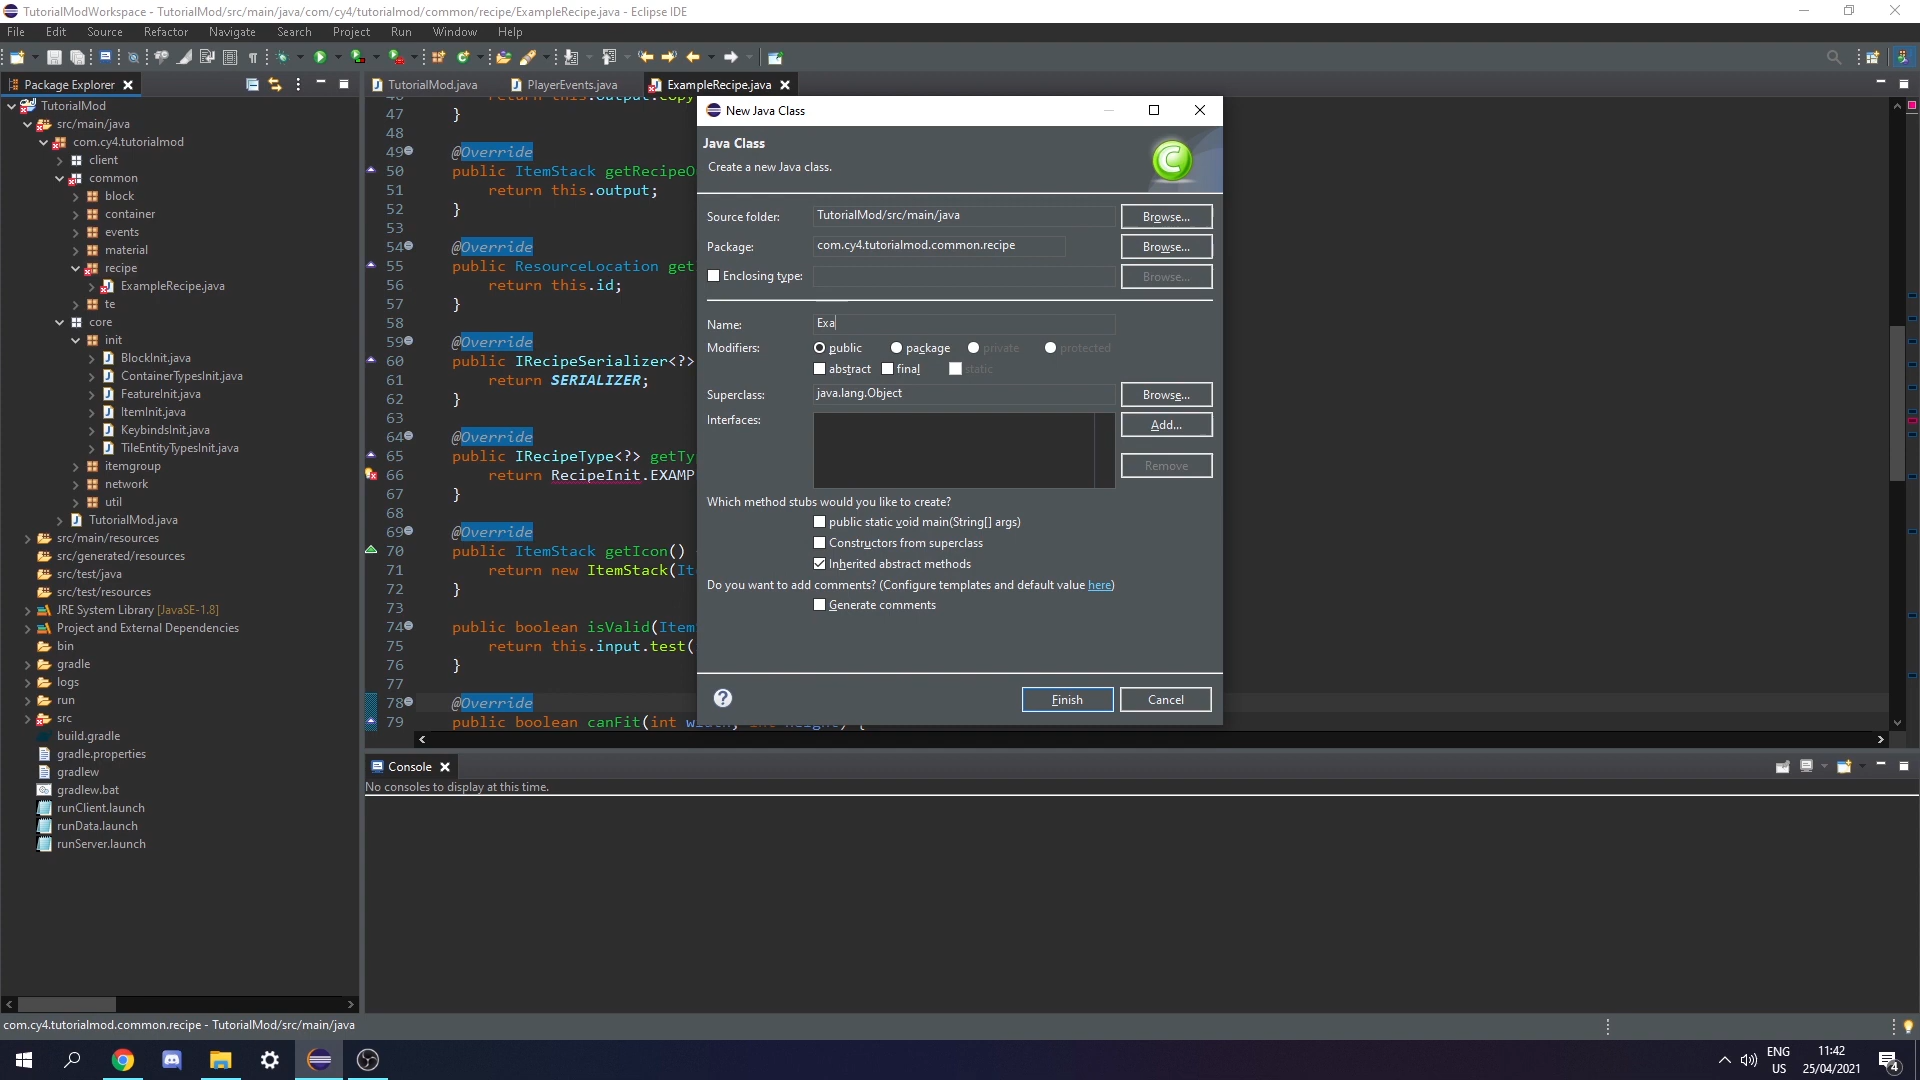 TutorialModWorkspace - TutorialMod/src/main/java/com/cy4/tutorialmod/common/recipe/ExampleRecipe.java - Eclipse IDE
File Edit Source Refactor Navigate Search Project Run Window Help
Package Explorer
TutorialMod.java PlayerEvents.java ExampleRecipe.java
TutorialMod
src/main/java
com.cy4.tutorialmod
client
common
block
container
events
material
recipe
ExampleRecipe.java
te
core
init
BlockInit.java
ContainerTypesInit.java
FeatureInit.java
ItemInit.java
KeybindsInit.java
TileEntityTypesInit.java
itemgroup
network
util
TutorialMod.java
src/main/resources
src/generated/resources
src/test/java
src/test/resources
JRE System Library [JavaSE-1.8]
Project and External Dependencies
bin
gradle
logs
run
src
build.gradle
gradle.properties
gradlew
gradlew.bat
runClient.launch
runData.launch
runServer.launch
47 }
48
49 @Override
50 public ItemStack getRecipeO
51 return this.output;
52 }
53
54 @Override
55 public ResourceLocation get
56 return this.id;
57 }
58
59 @Override
60 public IRecipeSerializer<?>
61 return SERIALIZER;
62 }
63
64 @Override
65 public IRecipeType<?> getTy
66 return RecipeInit.EXAMP
67 }
68
69 @Override
70 public ItemStack getIcon()
71 return new ItemStack(It
72 }
73
74 public boolean isValid(Item
75 return this.input.test(
76 }
77
78 @Override
79 public boolean canFit(int width, int height) {
New Java Class
Java Class
Create a new Java class.
Source folder: TutorialMod/src/main/java Browse...
Package: com.cy4.tutorialmod.common.recipe Browse...
Enclosing type: Browse...
Name: Exa
Modifiers: public package private protected
abstract final static
Superclass: java.lang.Object Browse...
Interfaces: Add...
Remove
Which method stubs would you like to create?
public static void main(String[] args)
Constructors from superclass
Inherited abstract methods
Do you want to add comments? (Configure templates and default value here)
Generate comments
Finish Cancel
Console
No consoles to display at this time.
com.cy4.tutorialmod.common.recipe - TutorialMod/src/main/java
ENG
US
11:42
25/04/2021
4